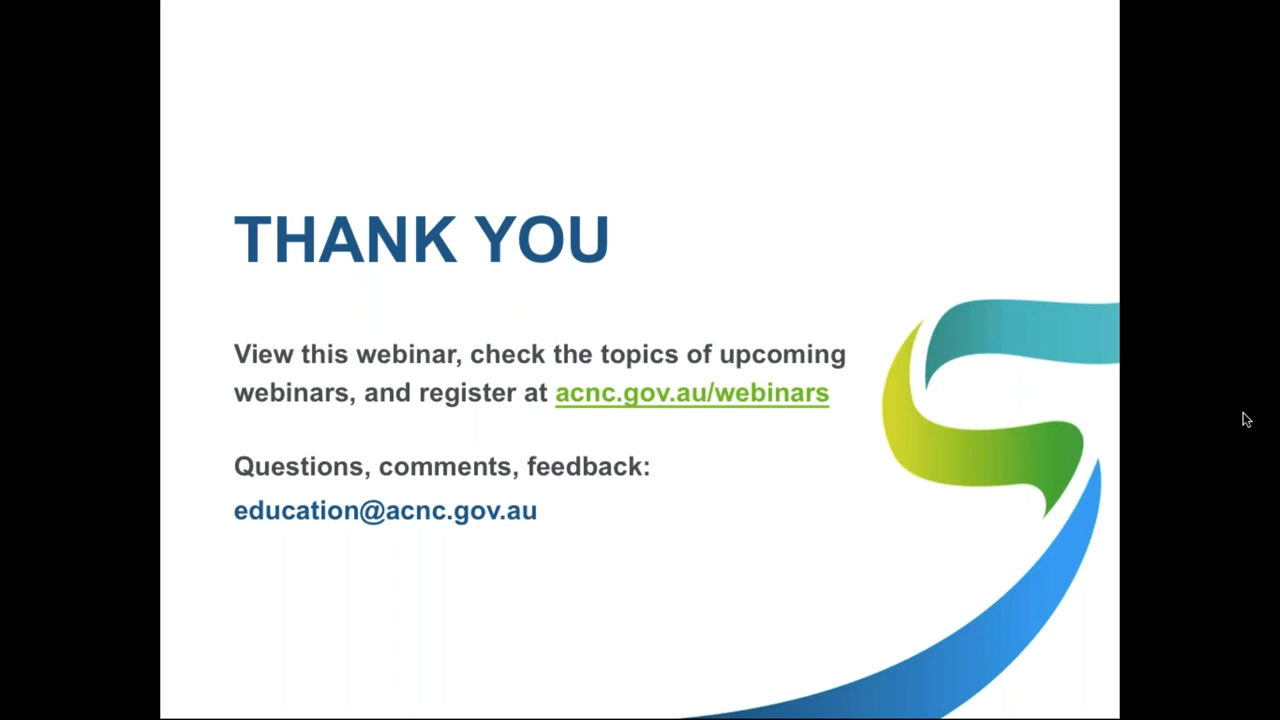 THANK YOU
View this webinar, check the topics of upcoming
webinars, and register at acnc.gov.au/webinars
Questions, comments, feedback:
education@acnc.gov.au